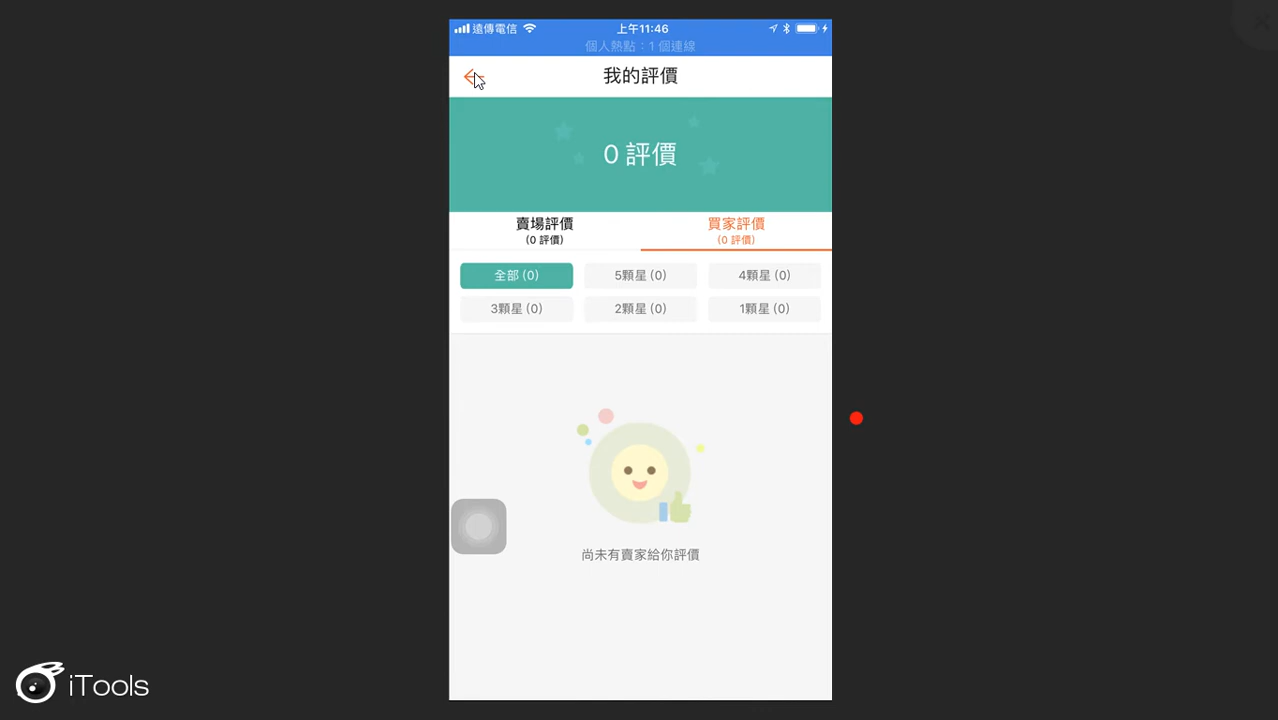 遠傳電信 上午11:46
個人熱點：1 個連線
我的評價
0 評價
賣場評價 買家評價
(0 評價) (0 評價)
全部 (0) 5顆星 (0) 4顆星 (0)
3顆星 (0) 2顆星 (0) 1顆星 (0)
尚未有賣家給你評價
iTools